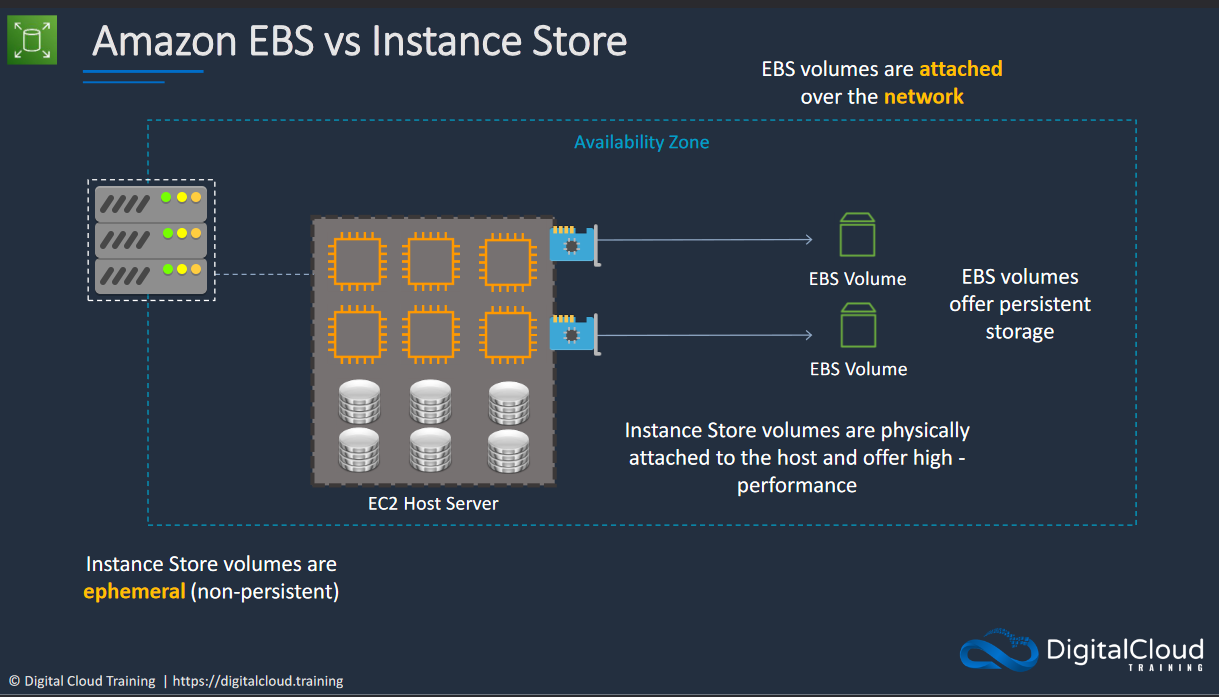 Amazon EBS vs Instance Store
EBS volumes are attached
over the network
Availability Zone
EBS Volume
EBS volumes
offer persistent
storage
EBS Volume
Instance Store volumes are physically
attached to the host and offer high -
performance
EC2 Host Server
Instance Store volumes are
ephemeral (non-persistent)
DigitalCloud
TRAINING
© Digital Cloud Training | https://digitalcloud.training